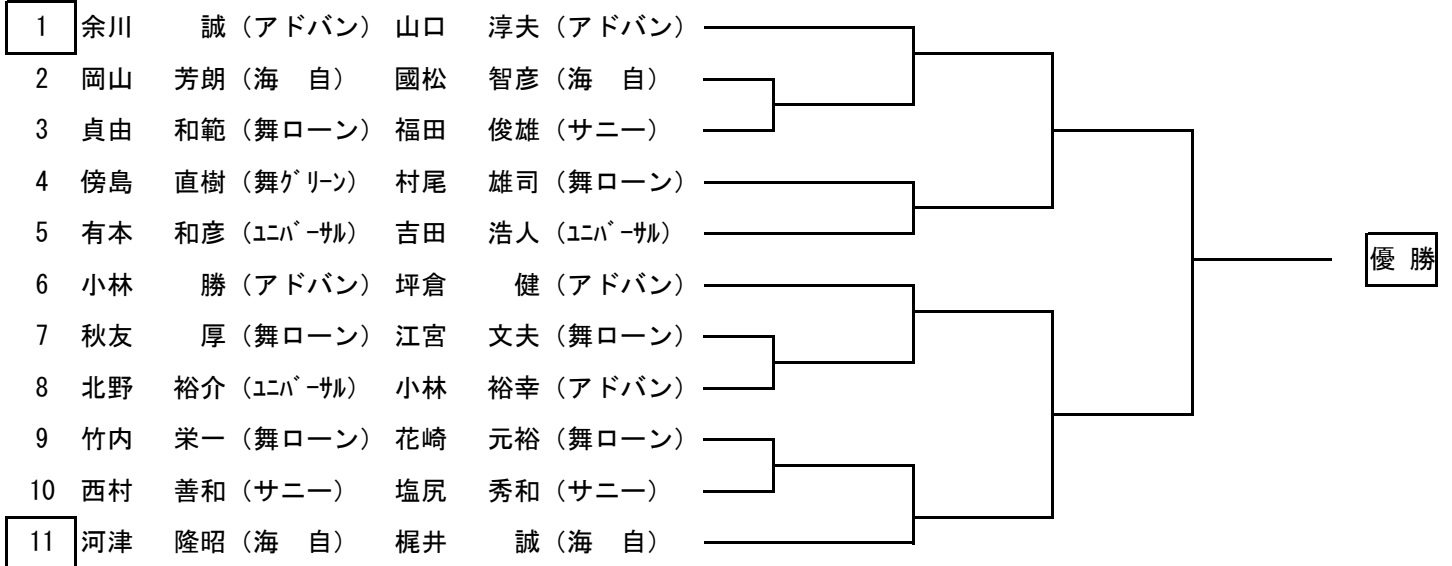 1 余川 誠（アドバン） 山口 淳夫（アドバン）
2 岡山 芳朗（海 自） 國松 智彦（海 自）
3 貞由 和範（舞ローン） 福田 俊雄（サニー）
4 傍島 直樹（舞ｸﾞﾘｰﾝ） 村尾 雄司（舞ローン）
5 有本 和彦（ﾕﾆﾊﾞｰｻﾙ） 吉田 浩人（ﾕﾆﾊﾞｰｻﾙ）
優 勝
6 小林 勝（アドバン） 坪倉 健（アドバン）
7 秋友 厚（舞ローン） 江宮 文夫（舞ローン）
8 北野 裕介（ﾕﾆﾊﾞｰｻﾙ） 小林 裕幸（アドバン）
9 竹内 栄一（舞ローン） 花崎 元裕（舞ローン）
10 西村 善和（サニー） 塩尻 秀和（サニー）
11 河津 隆昭（海 自） 梶井 誠（海 自）